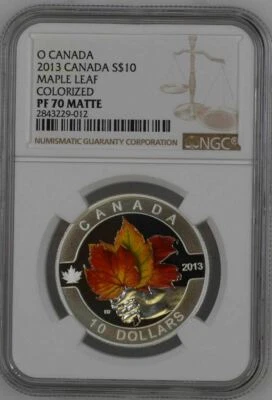 O CANADA
2013 CANADA S$10
MAPLE LEAF
COLORIZED
PF 70 MATTE
2843229-012
NUMISMATIC GUARANTY CORPORATION
NGC®
CANADA
2013
10 DOLLARS